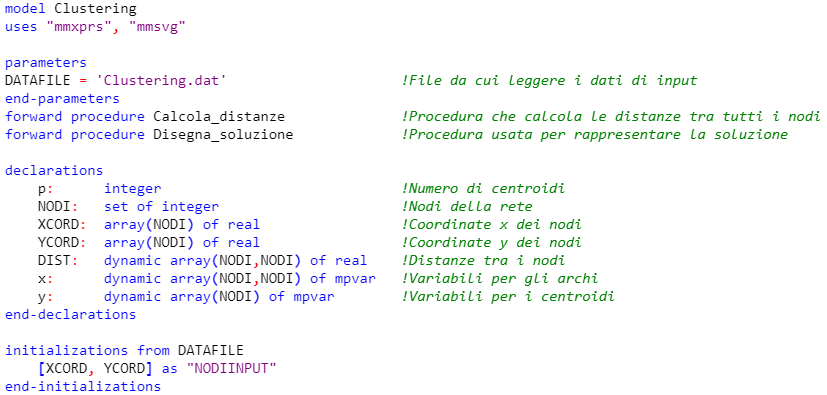 model Clustering
uses "mmxprs", "mmsvg"

parameters
DATAFILE = 'Clustering.dat' !File da cui leggere i dati di input
end-parameters
forward procedure Calcola_distanze !Procedura che calcola le distanze tra tutti i nodi
forward procedure Disegna_soluzione !Procedura usata per rappresentare la soluzione

declarations
p: integer !Numero di centroidi
NODI: set of integer !Nodi della rete
XCORD: array(NODI) of real !Coordinate x dei nodi
YCORD: array(NODI) of real !Coordinate y dei nodi
DIST: dynamic array(NODI,NODI) of real !Distanze tra i nodi
x: dynamic array(NODI,NODI) of mpvar !Variabili per gli archi
y: dynamic array(NODI) of mpvar !Variabili per i centroidi
end-declarations

initializations from DATAFILE
[XCORD, YCORD] as "NODIINPUT"
end-initializations